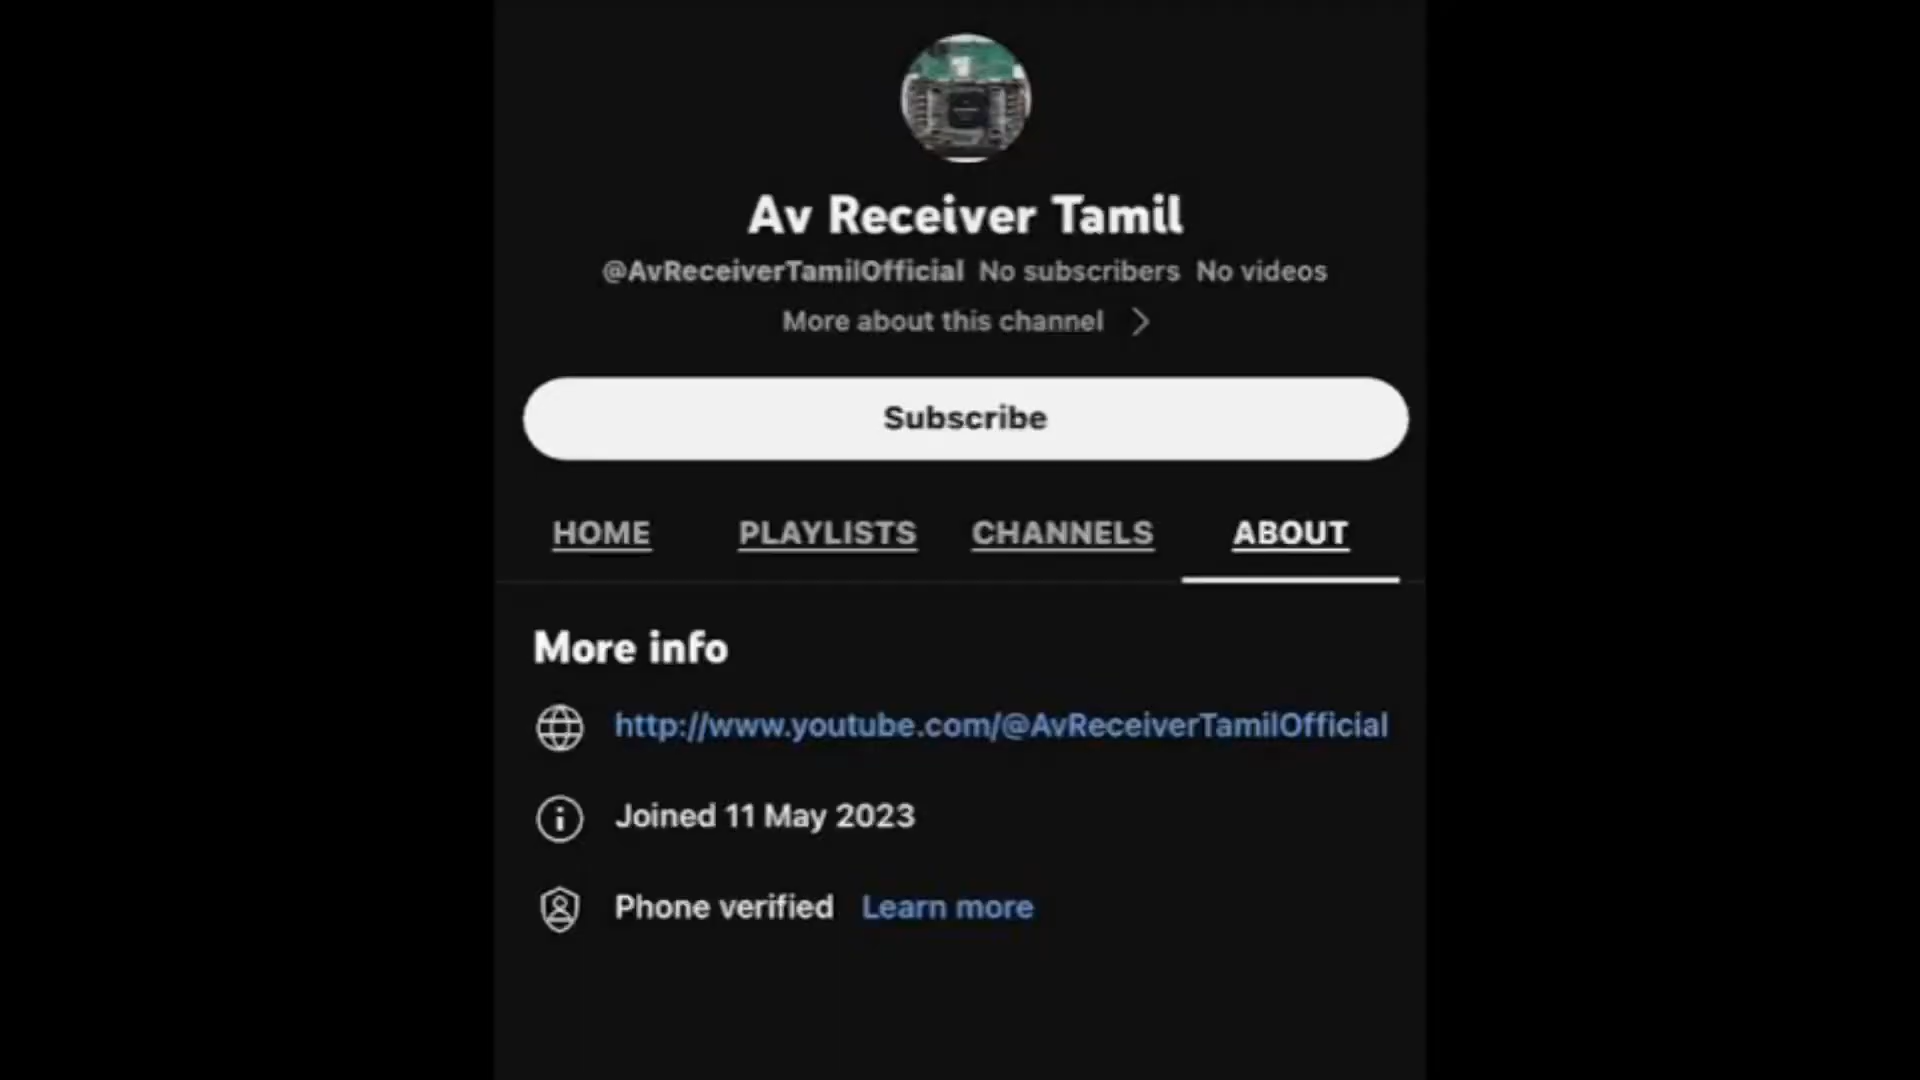 Av Receiver Tamil
@AvReceiverTamilOfficial No subscribers No videos
More about this channel
Subscribe
HOME PLAYLISTS CHANNELS ABOUT
More info
http://www.youtube.com/@AvReceiverTamilOfficial
Joined 11 May 2023
Phone verified Learn more